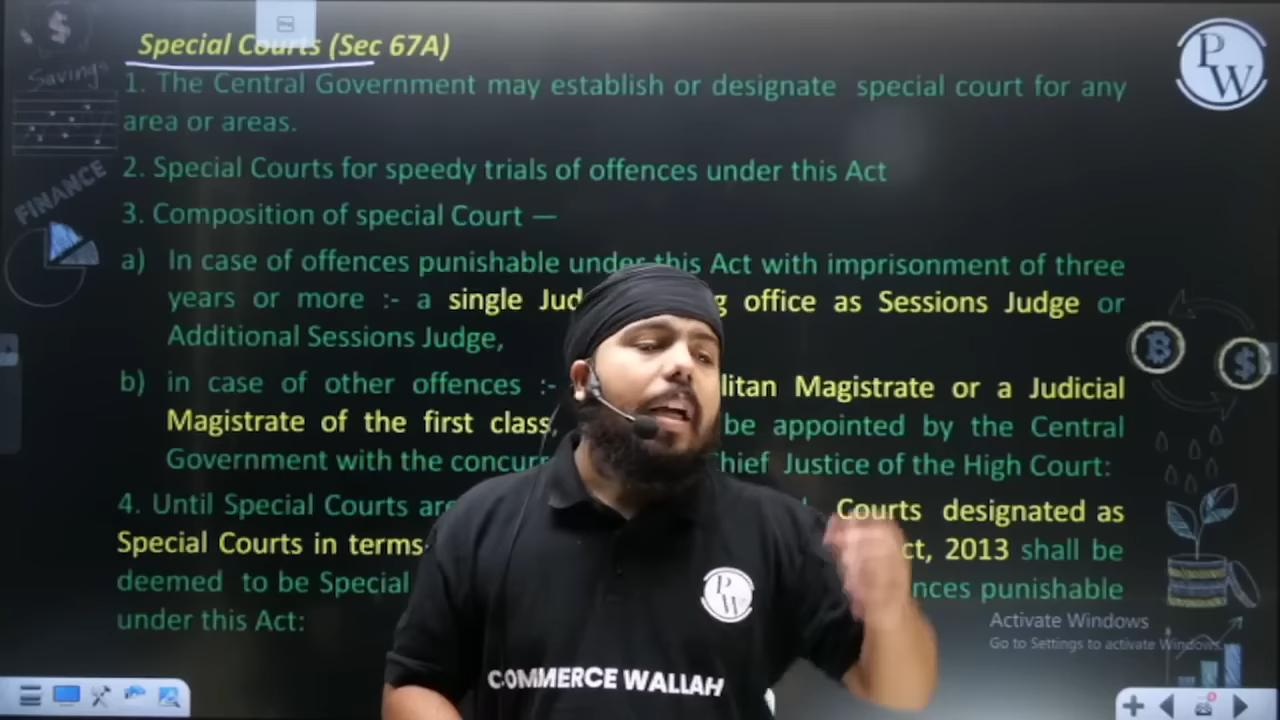 Special Courts (Sec 67A)
1. The Central Government may establish or designate special court for any
area or areas.
2. Special Courts for speedy trials of offences under this Act
3. Composition of special Court —
a) In case of offences punishable under this Act with imprisonment of three
years or more :- a single Jud g office as Sessions Judge or
Additional Sessions Judge,
b) in case of other offences :- litan Magistrate or a Judicial
Magistrate of the first class, be appointed by the Central
Government with the concur hief Justice of the High Court:
4. Until Special Courts are Courts designated as
Special Courts in terms ct, 2013 shall be
deemed to be Special nces punishable
under this Act:
Savings
FINANCE
PW
PW
COMMERCE WALLAH
Activate Windows
Go to Settings to activate Windows.